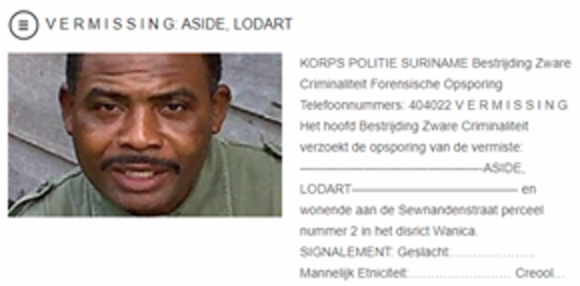 V E R M I S S I N G: ASIDE, LODART
KORPS POLITIE SURINAME Bestrijding Zware
Criminaliteit Forensische Opsporing
Telefoonnummers: 404022 V E R M I S S I N G
Het hoofd Bestrijding Zware Criminaliteit
verzoekt de opsporing van de vermiste:
------------------------------------------ASIDE,
LODART-------------------------------------- en
wonende aan de Sewnandenstraat perceel
nummer 2 in het disrict Wanica.
SIGNALEMENT: Geslacht:.....................
Mannelijk Etniciteit:......................... Creool...